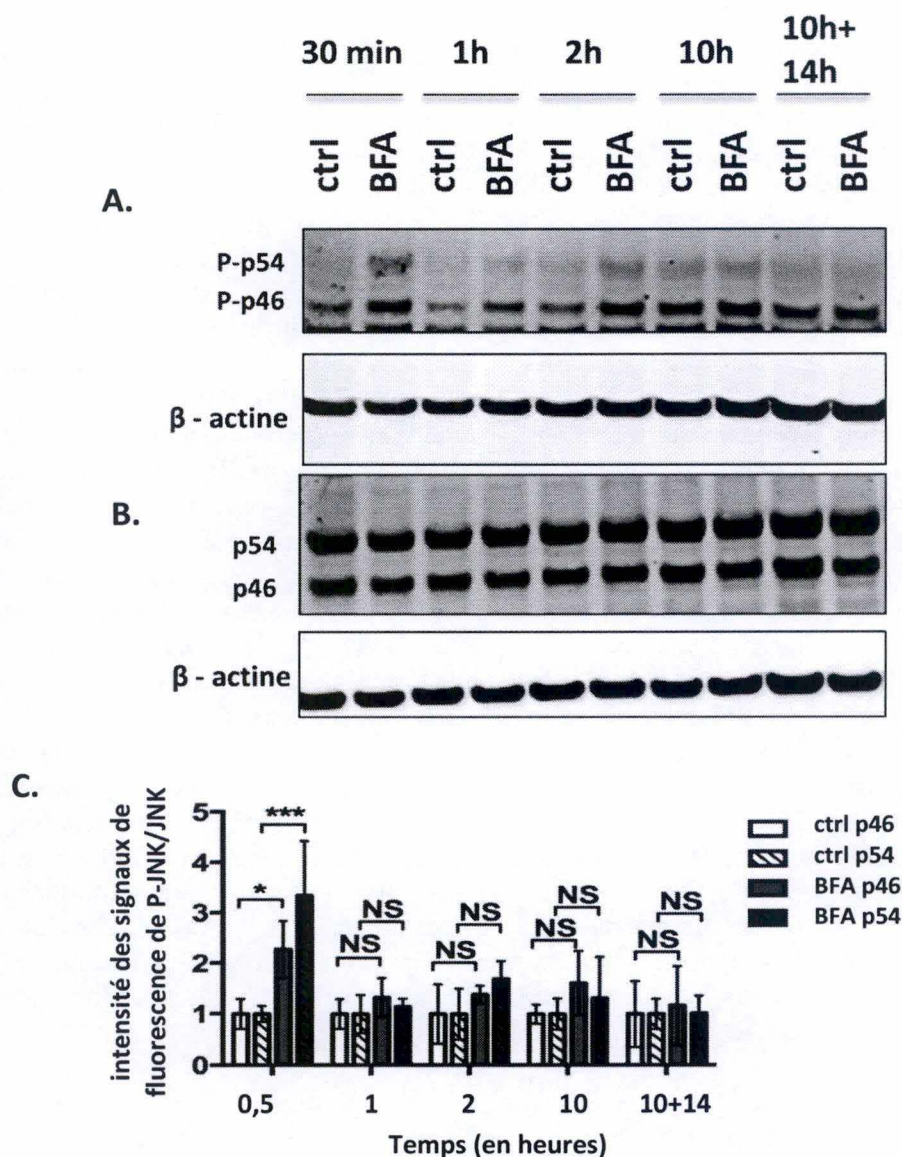 30 min 1h 2h 10h 10h+
14h
ctrl BFA ctrl BFA ctrl BFA ctrl BFA ctrl BFA
A.
P-p54
P-p46
β - actine
B.
p54
p46
β - actine
C.
intensité des signaux de
fluorescence de P-JNK/JNK
5
4
3
2
1
0
***
*
NS
NS
NS
NS
NS
NS
NS
NS
ctrl p46
ctrl p54
BFA p46
BFA p54
0,5 1 2 10 10+14
Temps (en heures)